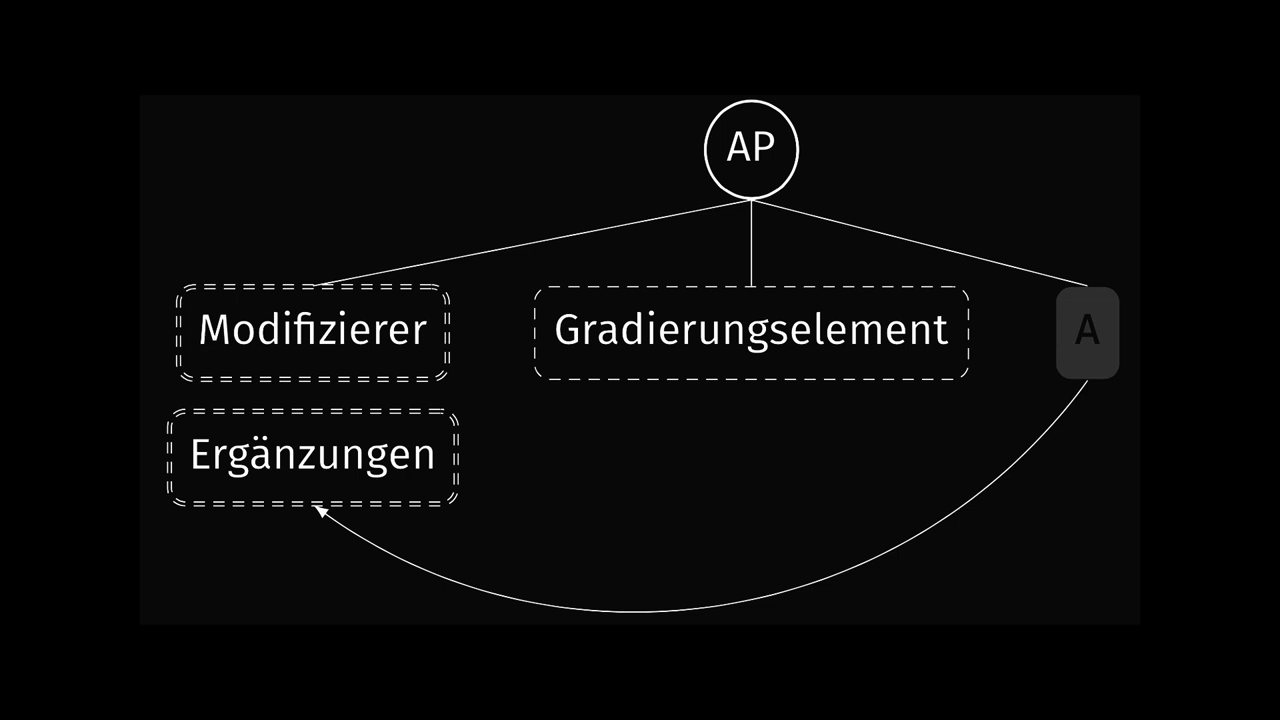 AP
Modifizierer
Gradierungselement
A
Ergänzungen